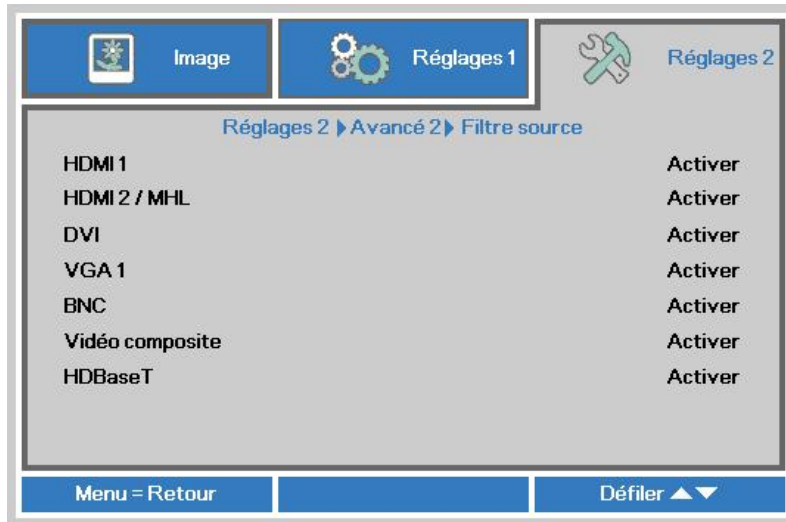 Image
Réglages 1
Réglages 2
Réglages 2 ▶ Avancé 2 ▶ Filtre source
HDMI 1 Activer
HDMI 2 / MHL Activer
DVI Activer
VGA 1 Activer
BNC Activer
Vidéo composite Activer
HDBaseT Activer
Menu = Retour
Défiler ▲▼